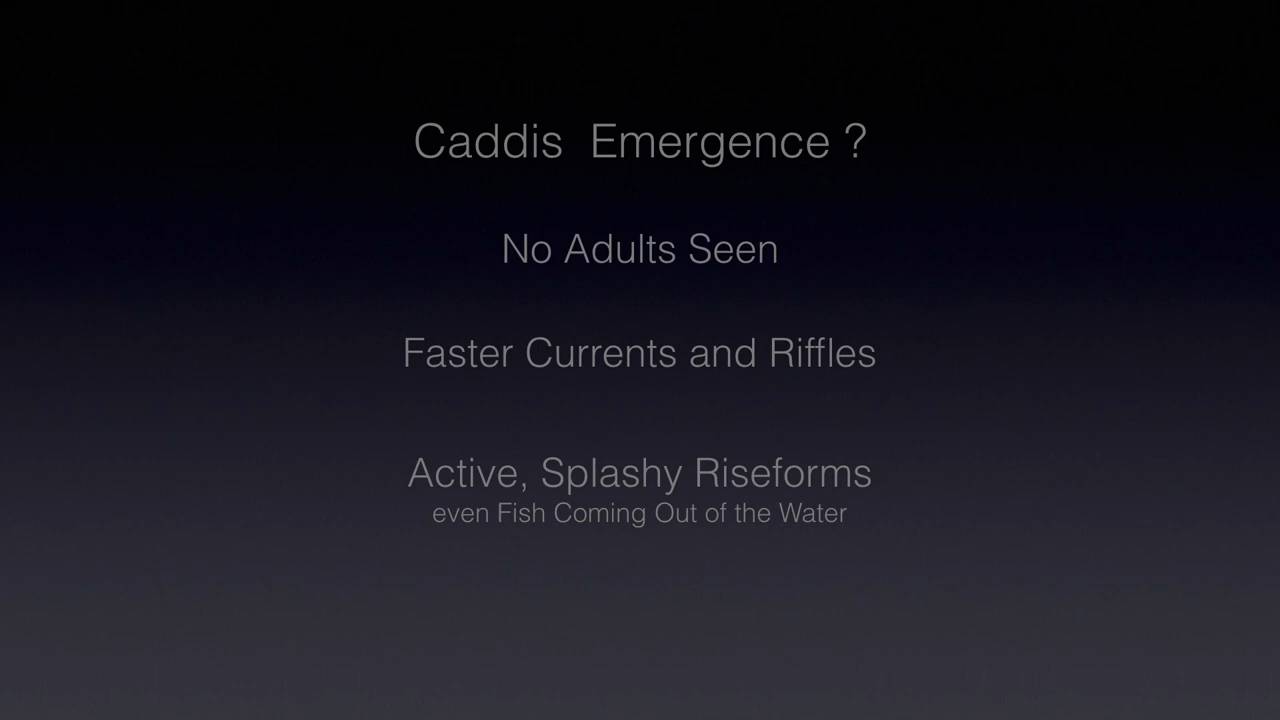 Caddis Emergence ?
No Adults Seen
Faster Currents and Riffles
Active, Splashy Riseforms
even Fish Coming Out of the Water